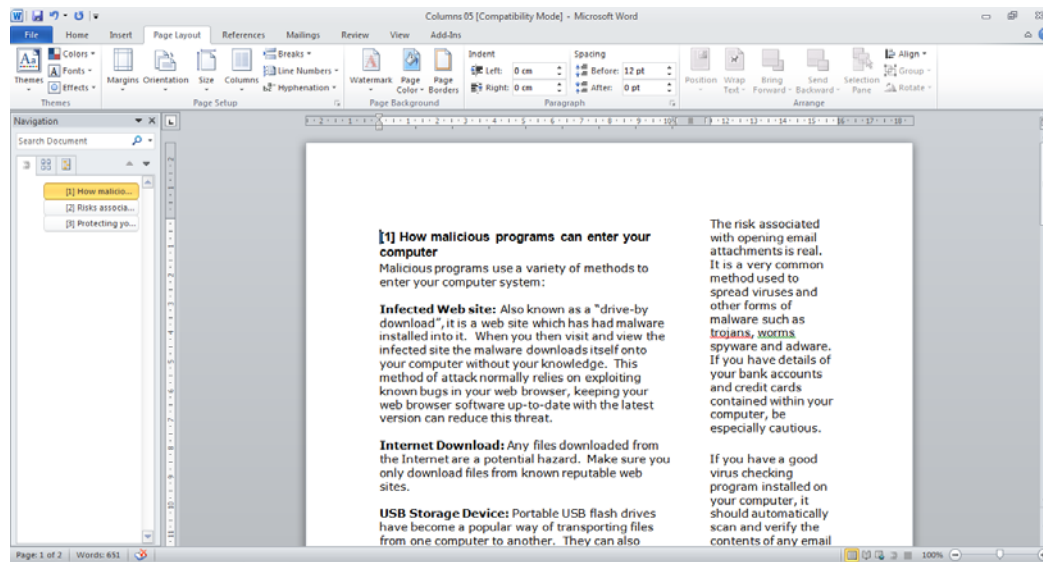 Columns 05 [Compatibility Mode] - Microsoft Word
File Home Insert Page Layout References Mailings Review View Add-Ins
Themes Colors Fonts Effects
Themes
Margins Orientation Size Columns Breaks Line Numbers Hyphenation
Page Setup
Watermark Page Color Page Borders
Page Background
Indent Left: 0 cm Right: 0 cm
Spacing Before: 12 pt After: 0 pt
Paragraph
Position Wrap Text Bring Forward Send Backward Selection Pane Align Group Rotate
Arrange
Navigation
Search Document
[1] How malicio...
[2] Risks associa...
[3] Protecting yo...
[1] How malicious programs can enter your
computer
Malicious programs use a variety of methods to
enter your computer system:
Infected Web site: Also known as a "drive-by
download", it is a web site which has had malware
installed into it. When you then visit and view the
infected site the malware downloads itself onto
your computer without your knowledge. This
method of attack normally relies on exploiting
known bugs in your web browser, keeping your
web browser software up-to-date with the latest
version can reduce this threat.
Internet Download: Any files downloaded from
the Internet are a potential hazard. Make sure you
only download files from known reputable web
sites.
USB Storage Device: Portable USB flash drives
have become a popular way of transporting files
from one computer to another. They can also
The risk associated
with opening email
attachments is real.
It is a very common
method used to
spread viruses and
other forms of
malware such as
trojans, worms
spyware and adware.
If you have details of
your bank accounts
and credit cards
contained within your
computer, be
especially cautious.
If you have a good
virus checking
program installed on
your computer, it
should automatically
scan and verify the
contents of any email
Page: 1 of 2 Words: 651 100%